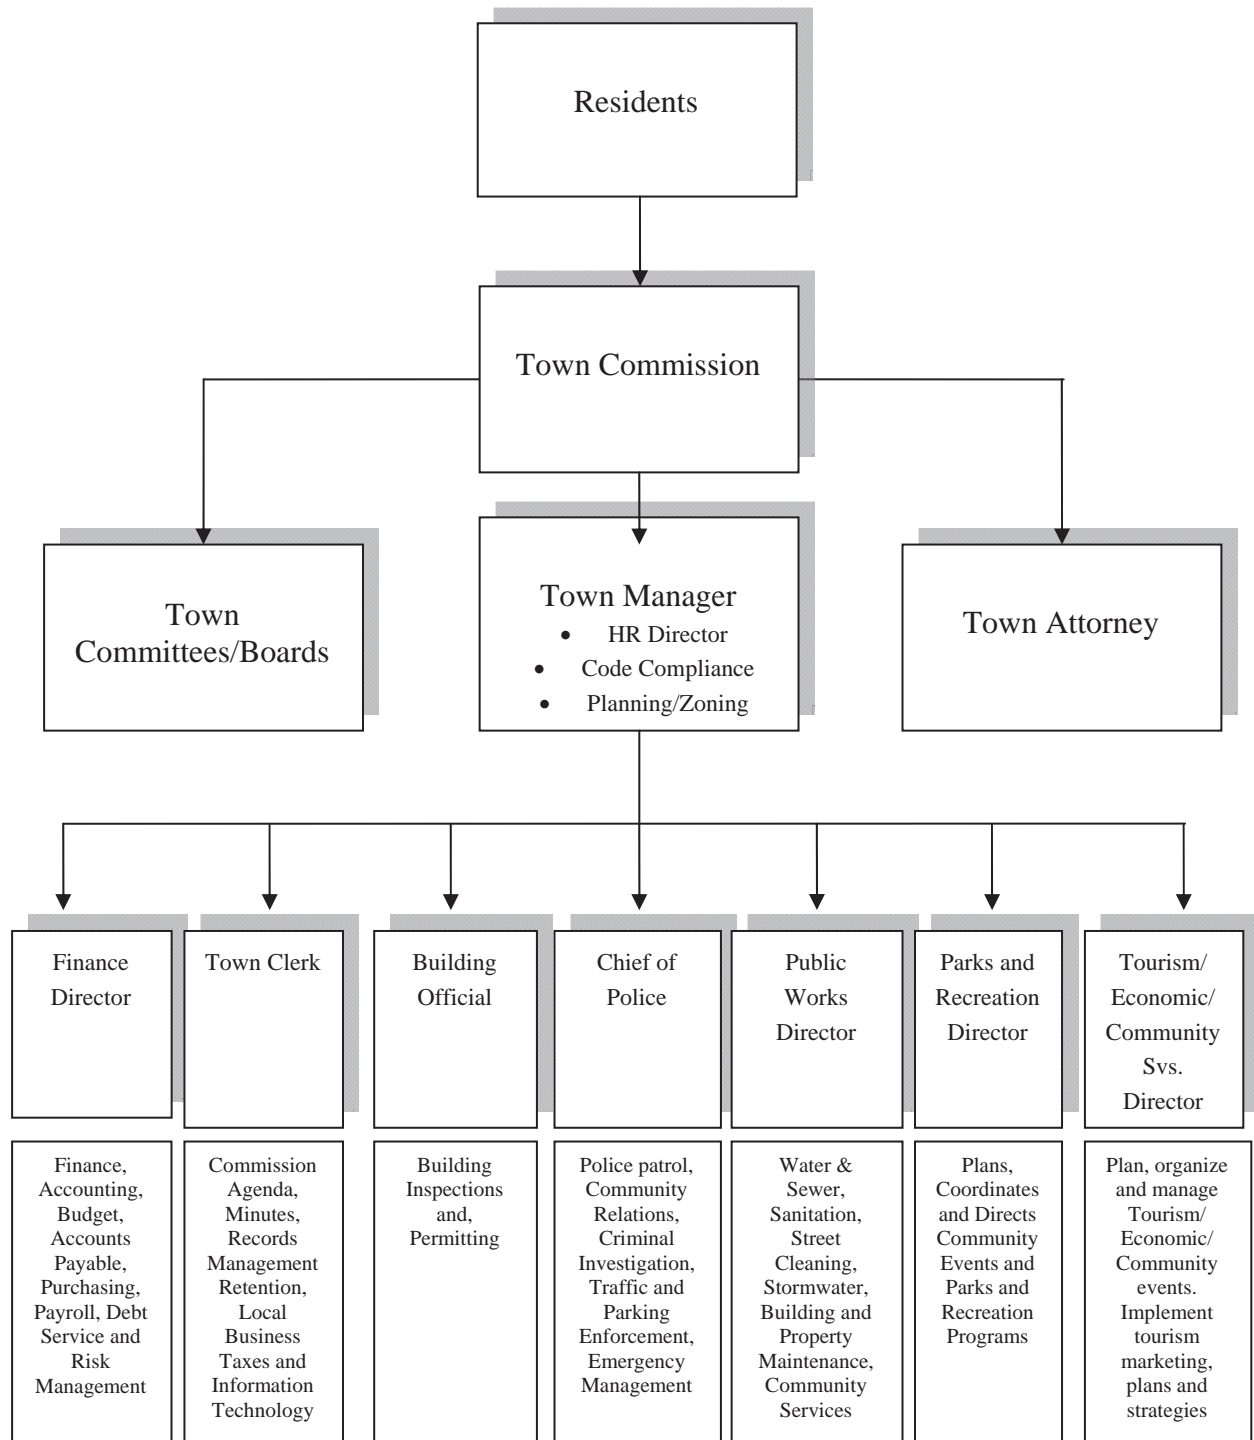 Residents
Town Commission
Town
Committees/Boards
Town Manager
• HR Director
• Code Compliance
• Planning/Zoning
Town Attorney
Finance
Director
Town Clerk
Building
Official
Chief of
Police
Public
Works
Director
Parks and
Recreation
Director
Tourism/
Economic/
Community
Svs.
Director
Finance,
Accounting,
Budget,
Accounts
Payable,
Purchasing,
Payroll, Debt
Service and
Risk
Management
Commission
Agenda,
Minutes,
Records
Management
Retention,
Local
Business
Taxes and
Information
Technology
Building
Inspections
and,
Permitting
Police patrol,
Community
Relations,
Criminal
Investigation,
Traffic and
Parking
Enforcement,
Emergency
Management
Water &
Sewer,
Sanitation,
Street
Cleaning,
Stormwater,
Building and
Property
Maintenance,
Community
Services
Plans,
Coordinates
and Directs
Community
Events and
Parks and
Recreation
Programs
Plan, organize
and manage
Tourism/
Economic/
Community
events.
Implement
tourism
marketing,
plans and
strategies